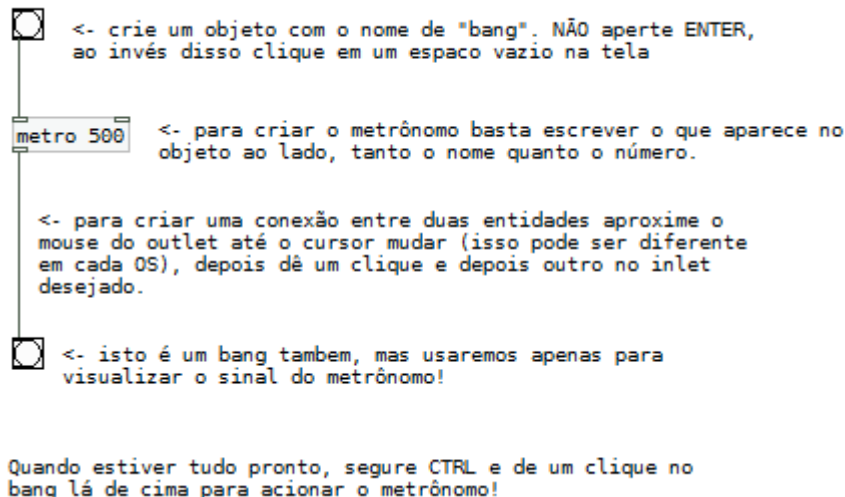 <- crie um objeto com o nome de "bang". NÃO aperte ENTER,
ao invés disso clique em um espaco vazio na tela
metro 500
<- para criar o metrônomo basta escrever o que aparece no
objeto ao lado, tanto o nome quanto o número.
<- para criar uma conexão entre duas entidades aproxime o
mouse do outlet até o cursor mudar (isso pode ser diferente
em cada OS), depois dê um clique e depois outro no inlet
desejado.
<- isto é um bang tambem, mas usaremos apenas para
visualizar o sinal do metrônomo!
Quando estiver tudo pronto, segure CTRL e de um clique no
bang lá de cima para acionar o metrônomo!